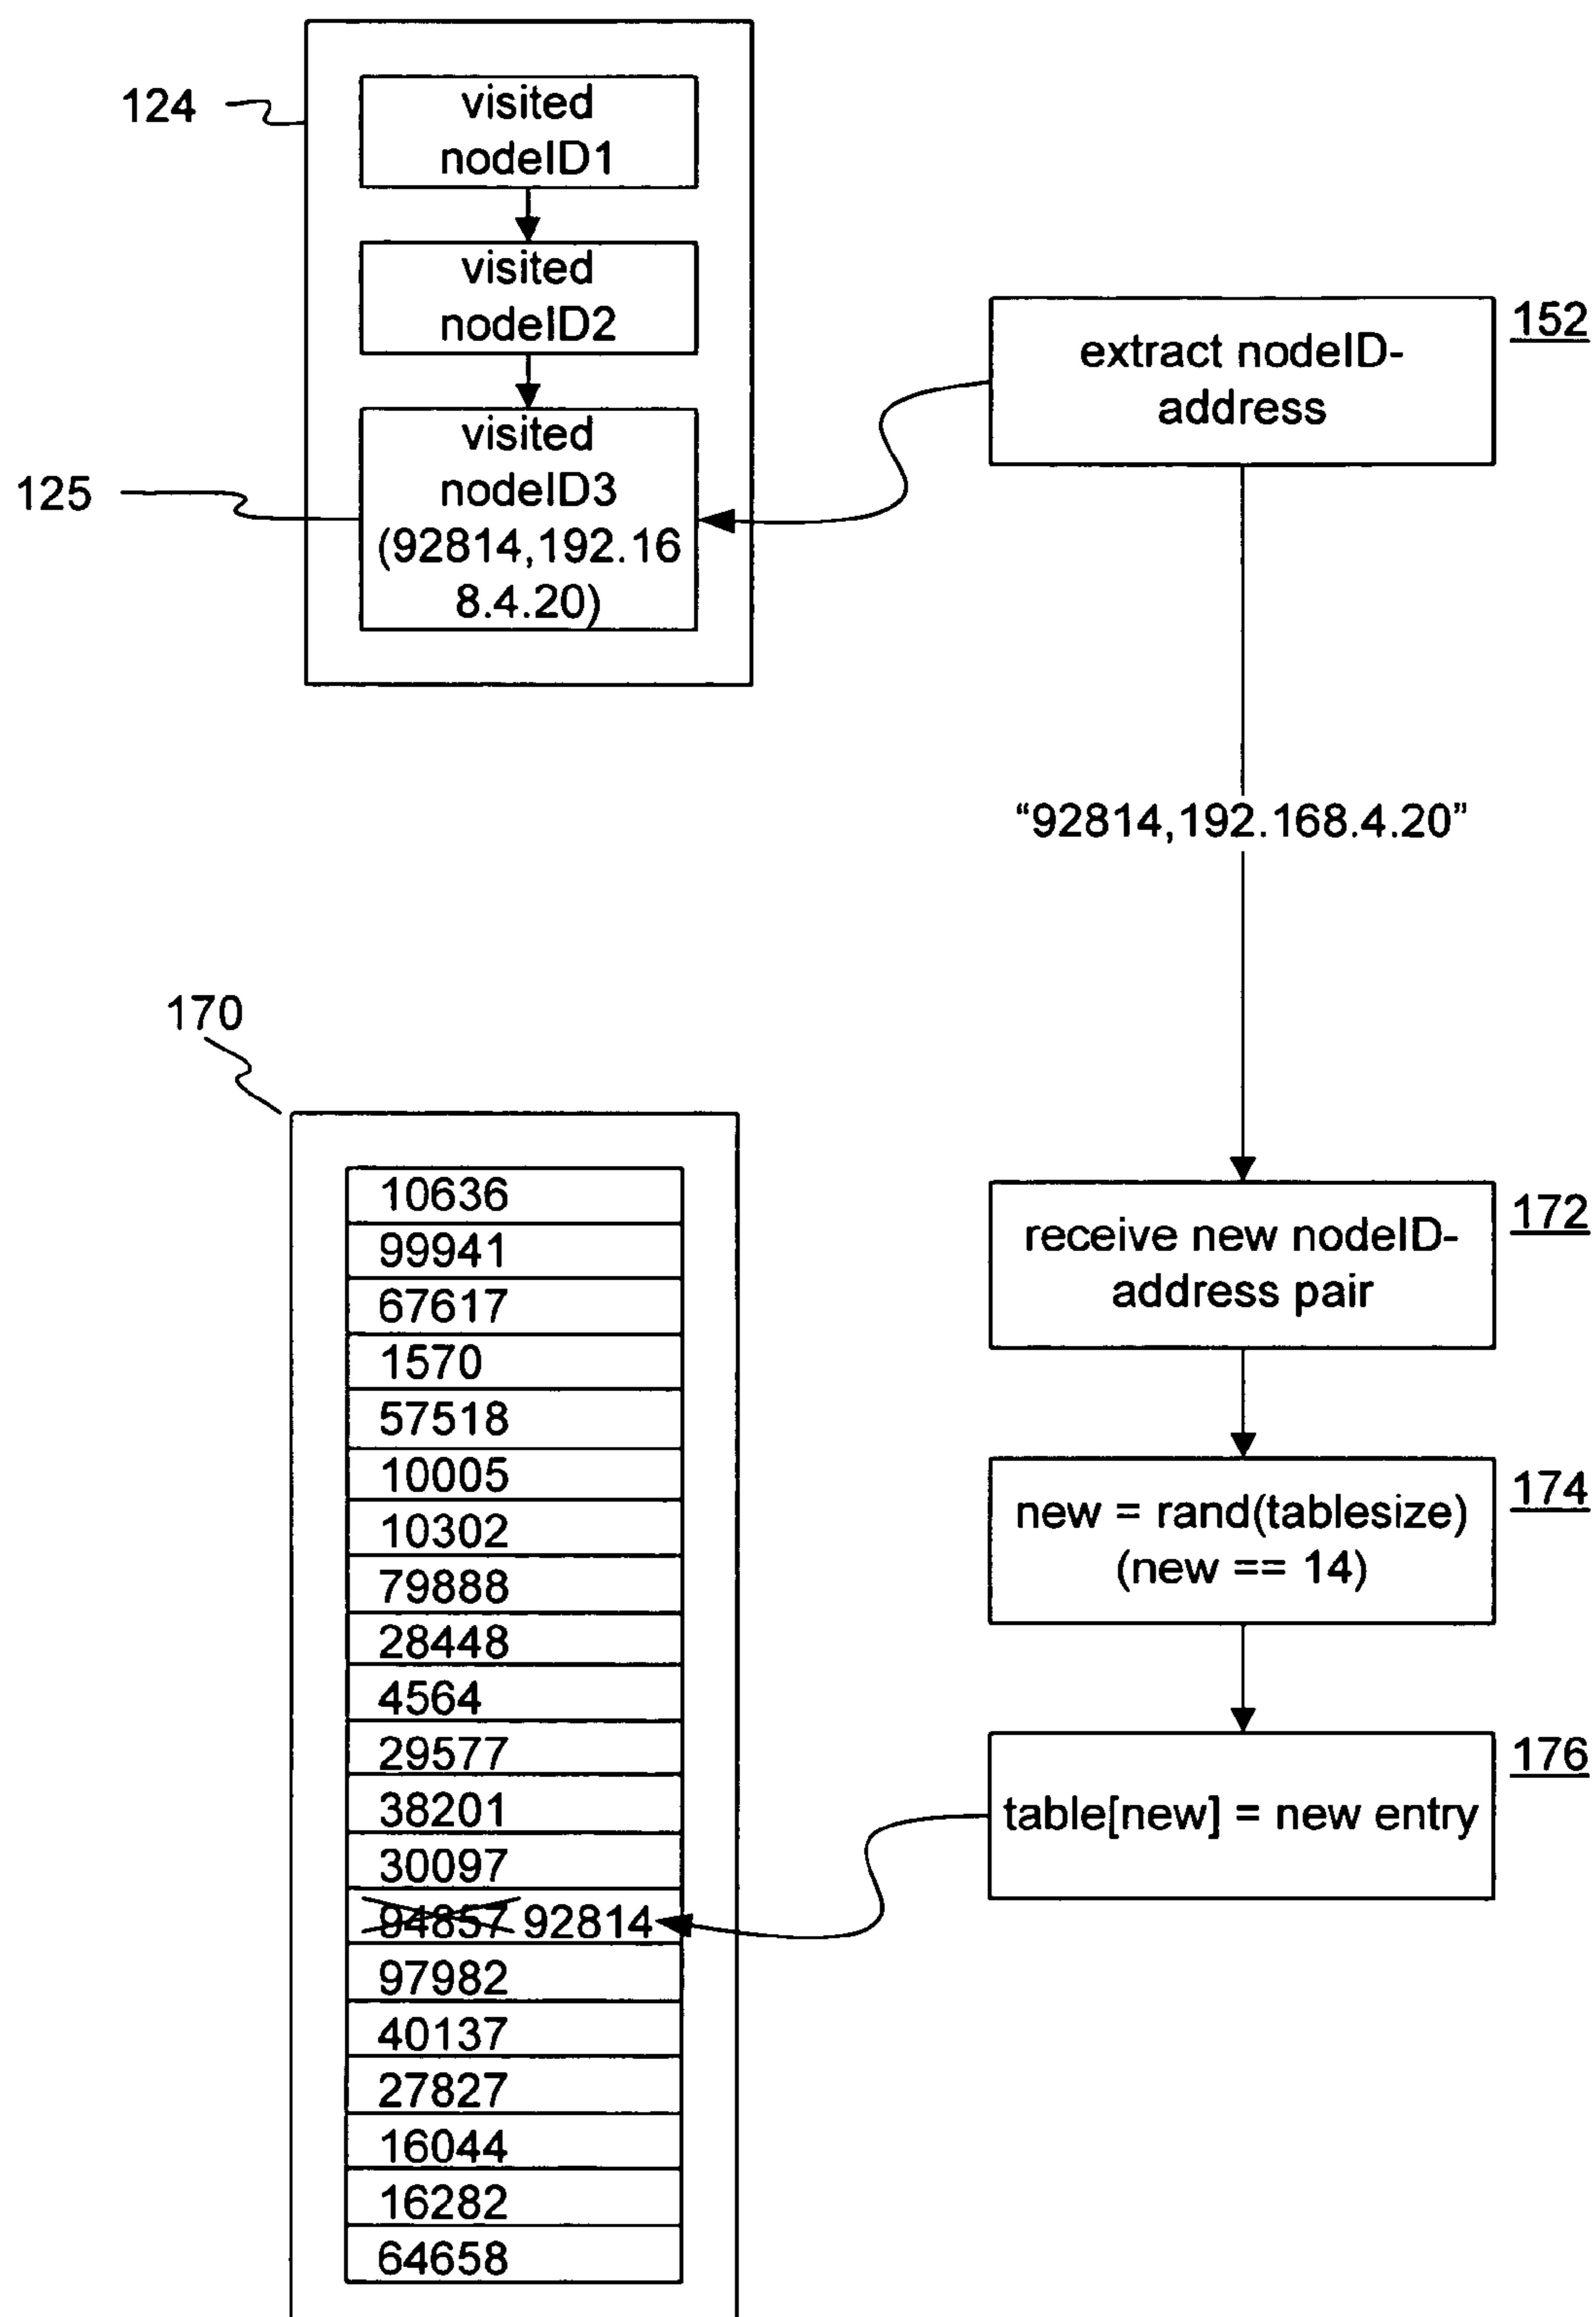 124
visited
nodeID1
visited
nodeID2
visited
nodeID3
(92814,192.16
8.4.20)
125
152
extract nodeID-
address
“92814,192.168.4.20”
170
10636
99941
67617
1570
57518
10005
10302
79888
28448
4564
29577
38201
30097
94857 92814
97982
40137
27827
16044
16282
64658
172
receive new nodeID-
address pair
174
new = rand(tablesize)
(new == 14)
176
table[new] = new entry